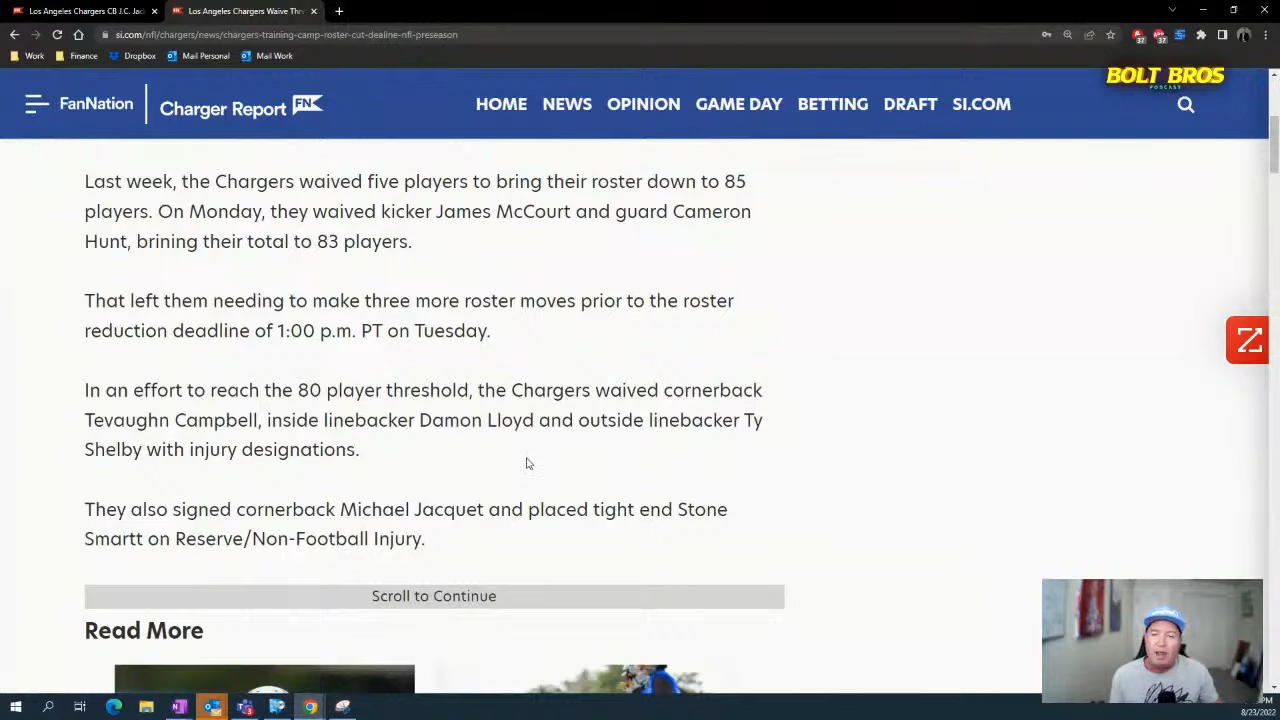 Los Angeles Chargers CB J.C. Jac
Los Angeles Chargers Waive Thr
si.com/nfl/chargers/news/chargers-training-camp-roster-cut-dealine-nfl-preseason
37
37
Work
Finance
Dropbox
Mail Personal
Mail Work
BOLT BROS
PODCAST
FanNation
Charger Report FN
HOME NEWS OPINION GAME DAY BETTING DRAFT SI.COM
Last week, the Chargers waived five players to bring their roster down to 85
players. On Monday, they waived kicker James McCourt and guard Cameron
Hunt, brining their total to 83 players.
That left them needing to make three more roster moves prior to the roster
reduction deadline of 1:00 p.m. PT on Tuesday.
In an effort to reach the 80 player threshold, the Chargers waived cornerback
Tevaughn Campbell, inside linebacker Damon Lloyd and outside linebacker Ty
Shelby with injury designations.
They also signed cornerback Michael Jacquet and placed tight end Stone
Smartt on Reserve/Non-Football Injury.
Scroll to Continue
Read More
8/23/2022